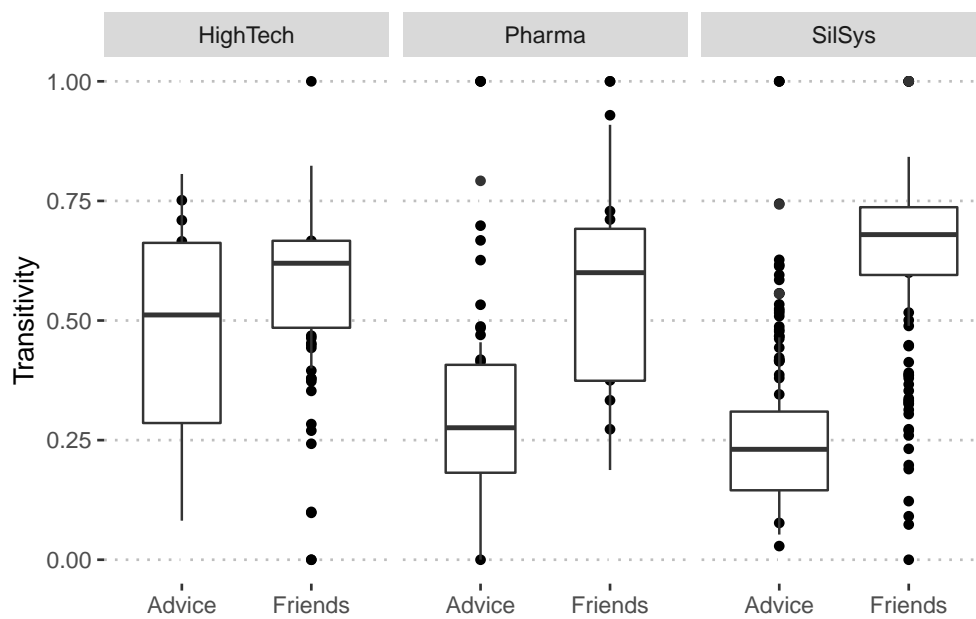 HighTech Pharma SilSys
1.00
0.75
0.50
0.25
0.00
Transitivity
Advice Friends Advice Friends Advice Friends